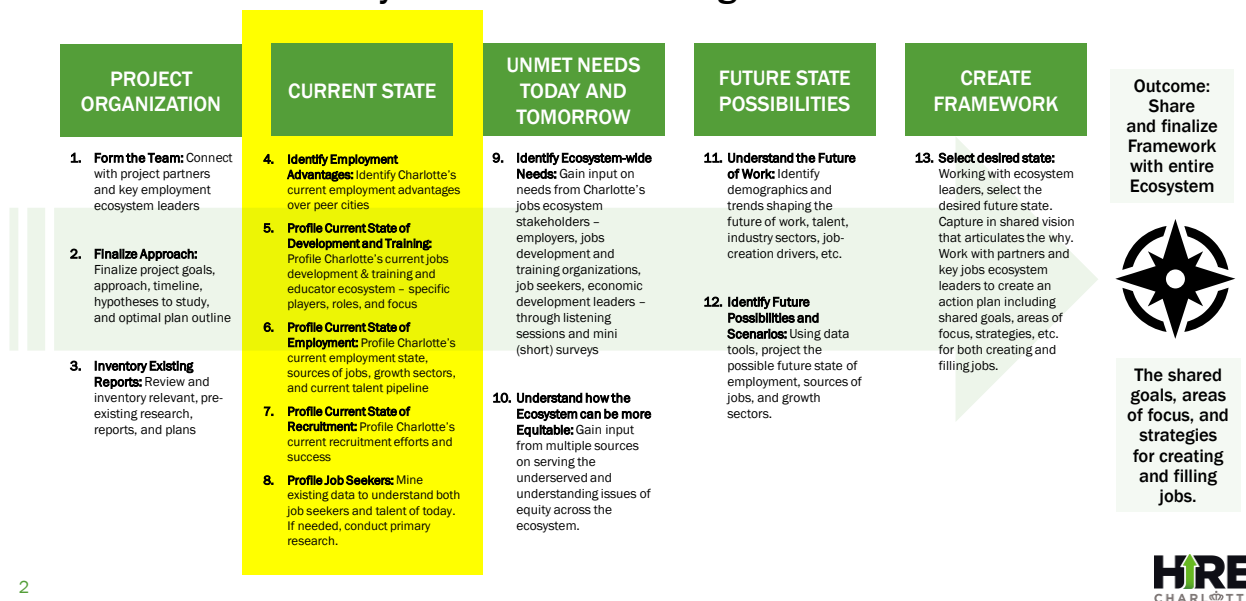 PROJECT
ORGANIZATION
1. Form the Team: Connect
with project partners
and key employment
ecosystem leaders
2. Finalize Approach:
Finalize project goals,
approach, timeline,
hypotheses to study,
and optimal plan outline
3. Inventory Existing
Reports: Review and
inventory relevant, pre-
existing research,
reports, and plans
CURRENT STATE
4. Identify Employment
Advantages: Identify Charlotte's
current employment advantages
over peer cities
5. Profile Current State of
Development and Training:
Profile Charlotte's current jobs
development & training and
educator ecosystem – specific
players, roles, and focus
6. Profile Current State of
Employment: Profile Charlotte's
current employment state,
sources of jobs, growth sectors,
and current talent pipeline
7. Profile Current State of
Recruitment: Profile Charlotte's
current recruitment efforts and
success
8. Profile Job Seekers: Mine
existing data to understand both
job seekers and talent of today.
If needed, conduct primary
research.
UNMET NEEDS
TODAY AND
TOMORROW
9. Identify Ecosystem-wide
Needs: Gain input on
needs from Charlotte's
jobs ecosystem
stakeholders –
employers, jobs
development and
training organizations,
job seekers, economic
development leaders –
through listening
sessions and mini
(short) surveys
10. Understand how the
Ecosystem can be more
Equitable: Gain input
from multiple sources
on serving the
underserved and
understanding issues of
equity across the
ecosystem.
FUTURE STATE
POSSIBILITIES
11. Understand the Future
of Work: Identify
demographics and
trends shaping the
future of work, talent,
industry sectors, job-
creation drivers, etc.
12. Identify Future
Possibilities and
Scenarios: Using data
tools, project the
possible future state of
employment, sources of
jobs, and growth
sectors.
CREATE
FRAMEWORK
13. Select desired state:
Working with ecosystem
leaders, select the
desired future state.
Capture in shared vision
that articulates the why.
Work with partners and
key jobs ecosystem
leaders to create an
action plan including
shared goals, areas of
focus, strategies, etc.
for both creating and
filling jobs.
Outcome:
Share
and finalize
Framework
with entire
Ecosystem
The shared
goals, areas
of focus, and
strategies
for creating
and filling
jobs.
2
HIRE
CHARLOTT